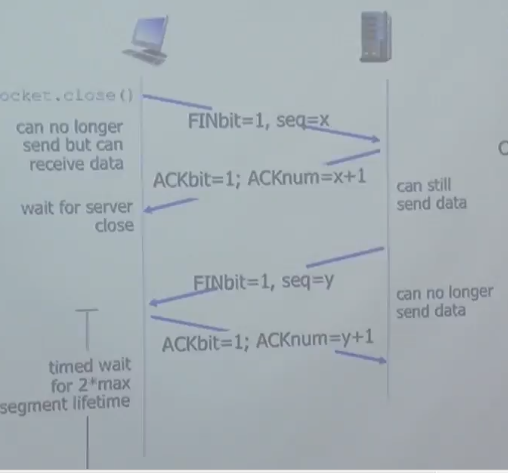 ocket.close()
FINbit=1, seq=x
can no longer
send but can
receive data
ACKbit=1; ACKnum=x+1
can still
send data
wait for server
close
FINbit=1, seq=y
can no longer
send data
ACKbit=1; ACKnum=y+1
timed wait
for 2*max
segment lifetime